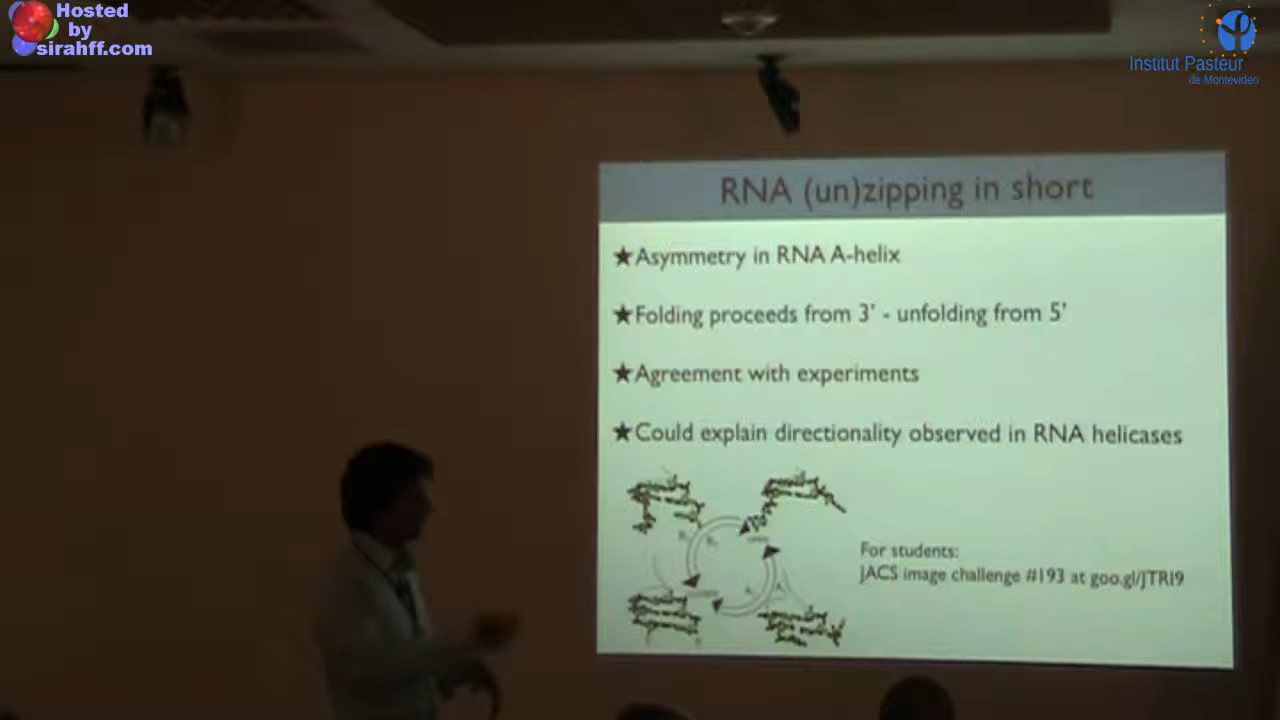 Hosted
by
sirahff.com
Institut Pasteur
de Montevideo
RNA (un)zipping in short
★Asymmetry in RNA A-helix
★Folding proceeds from 3' - unfolding from 5'
★Agreement with experiments
★Could explain directionality observed in RNA helicases
For students:
JACS image challenge #193 at goo.gl/JTRI9